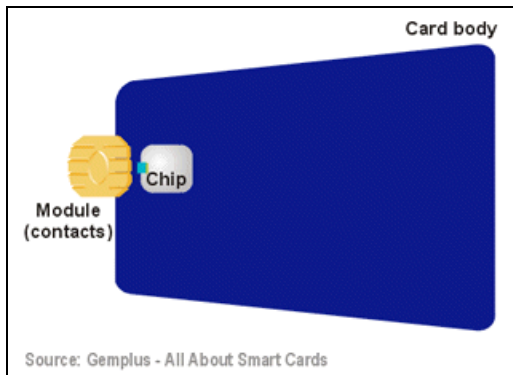 Card body
Chip
Module
(contacts)
Source: Gemplus - All About Smart Cards